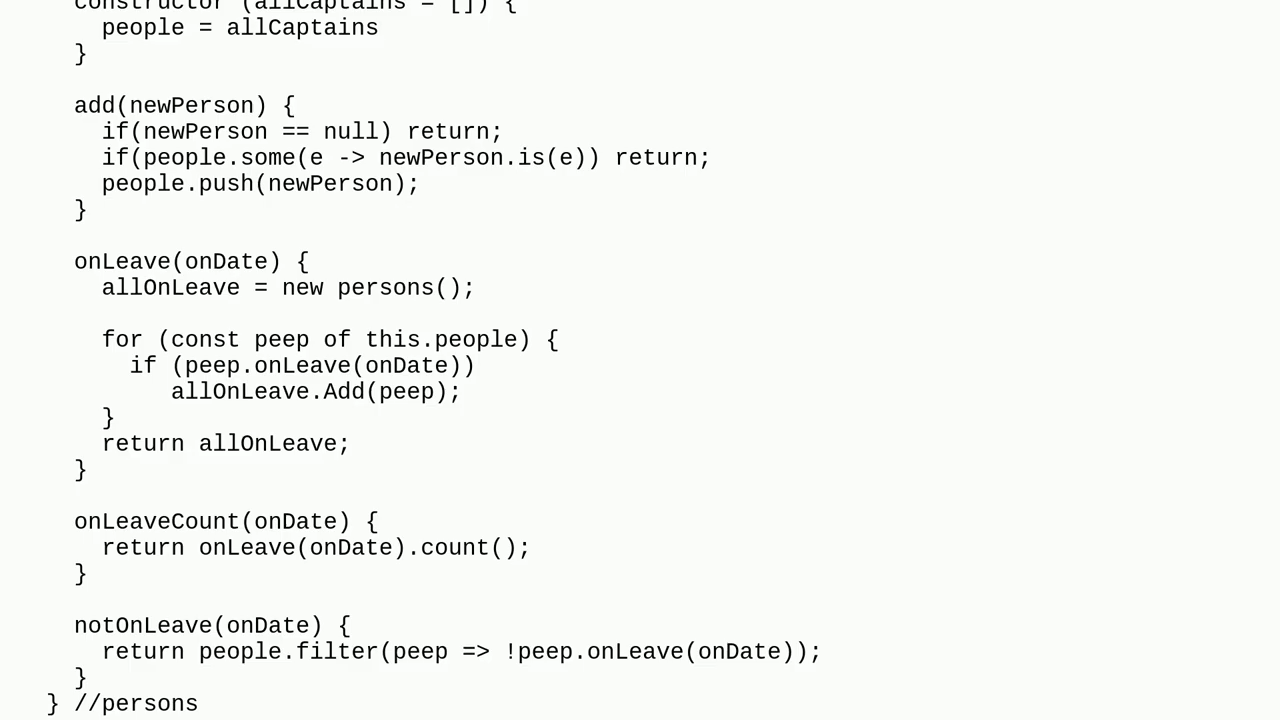 constructor (allCaptains = []) {
people = allCaptains
}
add(newPerson) {
if(newPerson == null) return;
if(people.some(e -> newPerson.is(e)) return;
people.push(newPerson);
}
onLeave(onDate) {
allOnLeave = new persons();
for (const peep of this.people) {
if (peep.onLeave(onDate))
allOnLeave.Add(peep);
}
return allOnLeave;
}
onLeaveCount(onDate) {
return onLeave(onDate).count();
}
notOnLeave(onDate) {
return people.filter(peep => !peep.onLeave(onDate));
}
} //persons